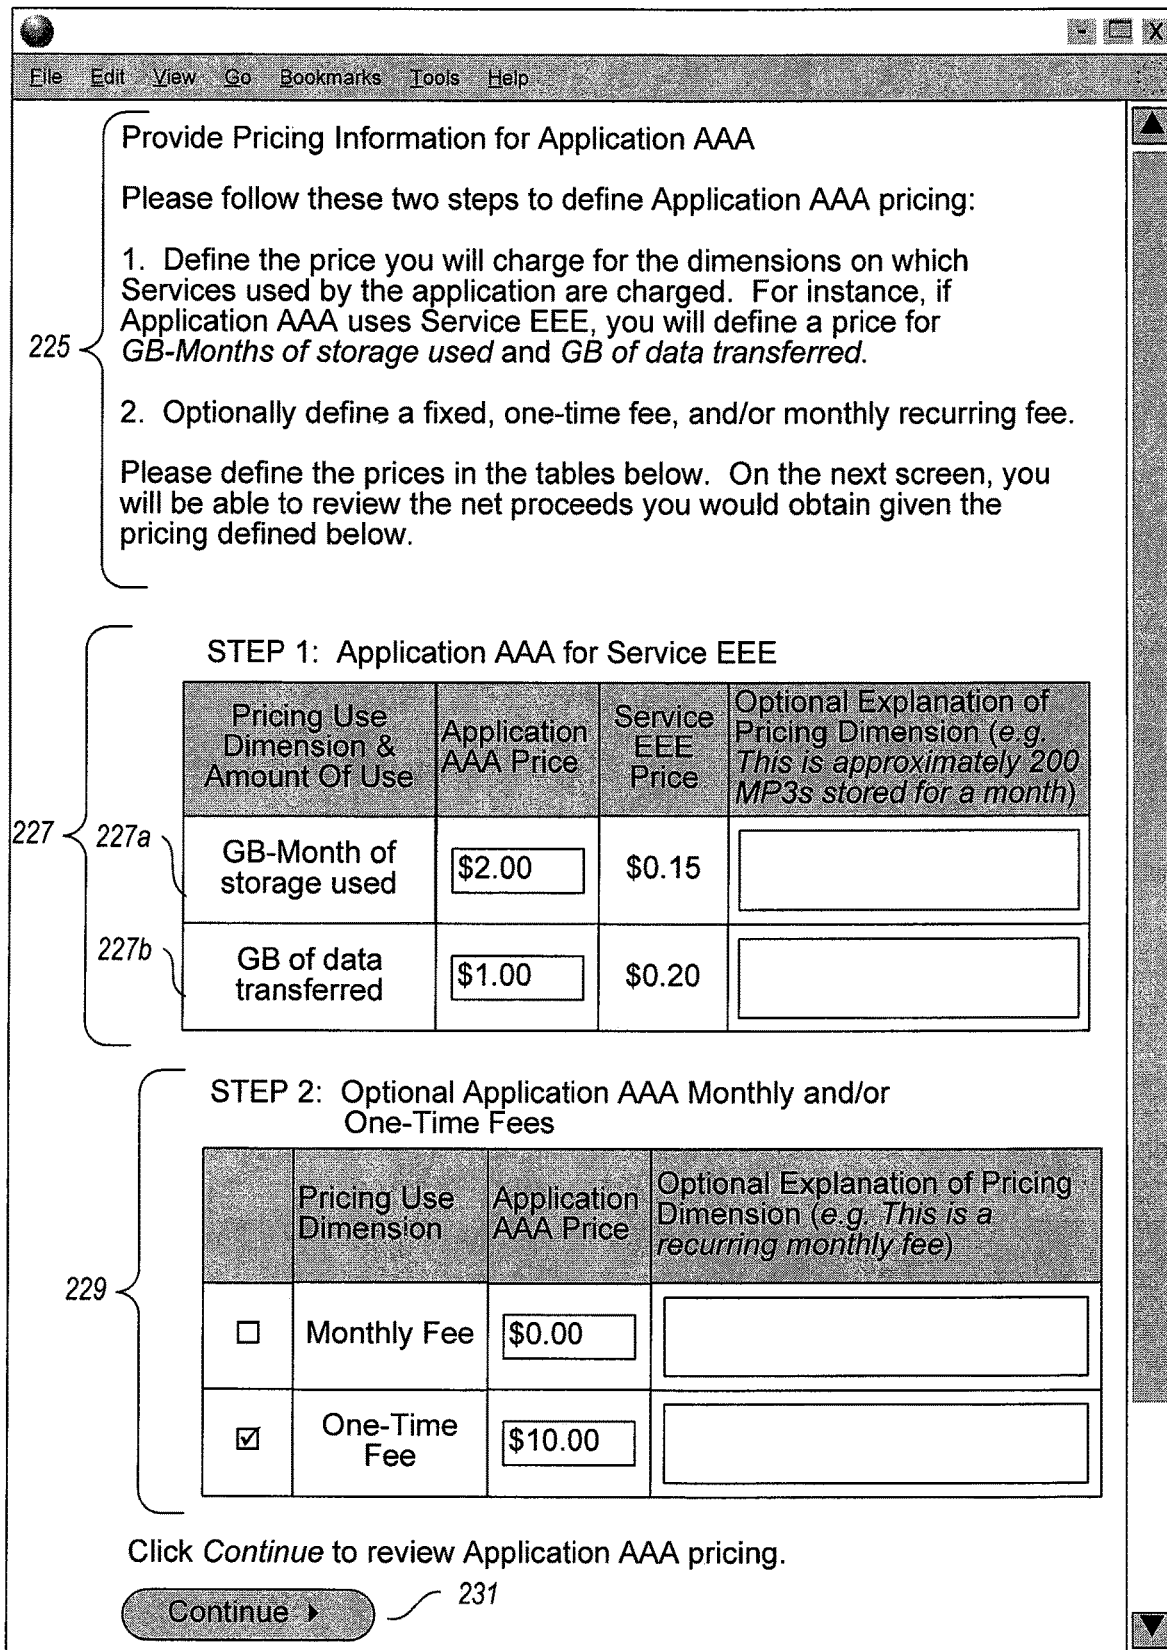 - X
File Edit View Go Bookmarks Tools Help
Provide Pricing Information for Application AAA
Please follow these two steps to define Application AAA pricing:
1. Define the price you will charge for the dimensions on which
Services used by the application are charged. For instance, if
Application AAA uses Service EEE, you will define a price for
GB-Months of storage used and GB of data transferred.
225
2. Optionally define a fixed, one-time fee, and/or monthly recurring fee.
Please define the prices in the tables below. On the next screen, you
will be able to review the net proceeds you would obtain given the
pricing defined below.
STEP 1: Application AAA for Service EEE
Pricing Use
Dimension &
Amount Of Use
Application
AAA Price
Service
EEE
Price
Optional Explanation of
Pricing Dimension (e.g.
This is approximately 200
MP3s stored for a month)
227
227a
GB-Month of
storage used
$2.00
$0.15
227b
GB of data
transferred
$1.00
$0.20
STEP 2: Optional Application AAA Monthly and/or
One-Time Fees
Pricing Use
Dimension
Application
AAA Price
Optional Explanation of Pricing
Dimension (e.g. This is a
recurring monthly fee)
229
Monthly Fee
$0.00
One-Time
Fee
$10.00
Click Continue to review Application AAA pricing.
Continue
231